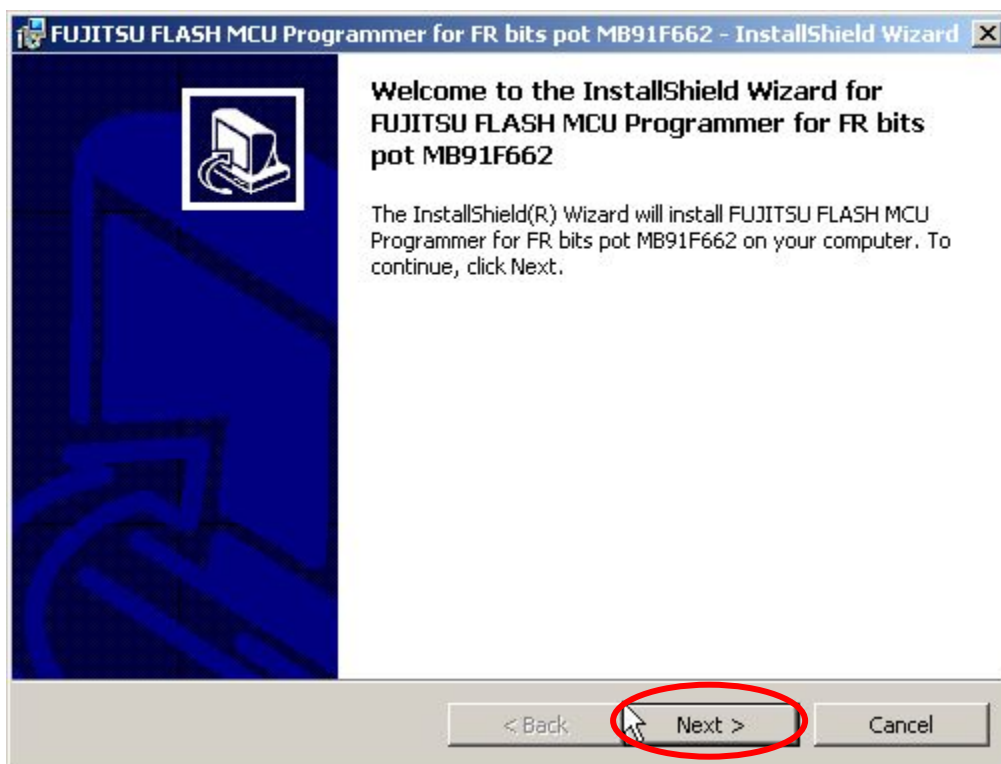 FUJITSU FLASH MCU Programmer for FR bits pot MB91F662 - InstallShield Wizard
Welcome to the InstallShield Wizard for
FUJITSU FLASH MCU Programmer for FR bits
pot MB91F662
The InstallShield(R) Wizard will install FUJITSU FLASH MCU
Programmer for FR bits pot MB91F662 on your computer. To
continue, click Next.
< Back
Next >
Cancel